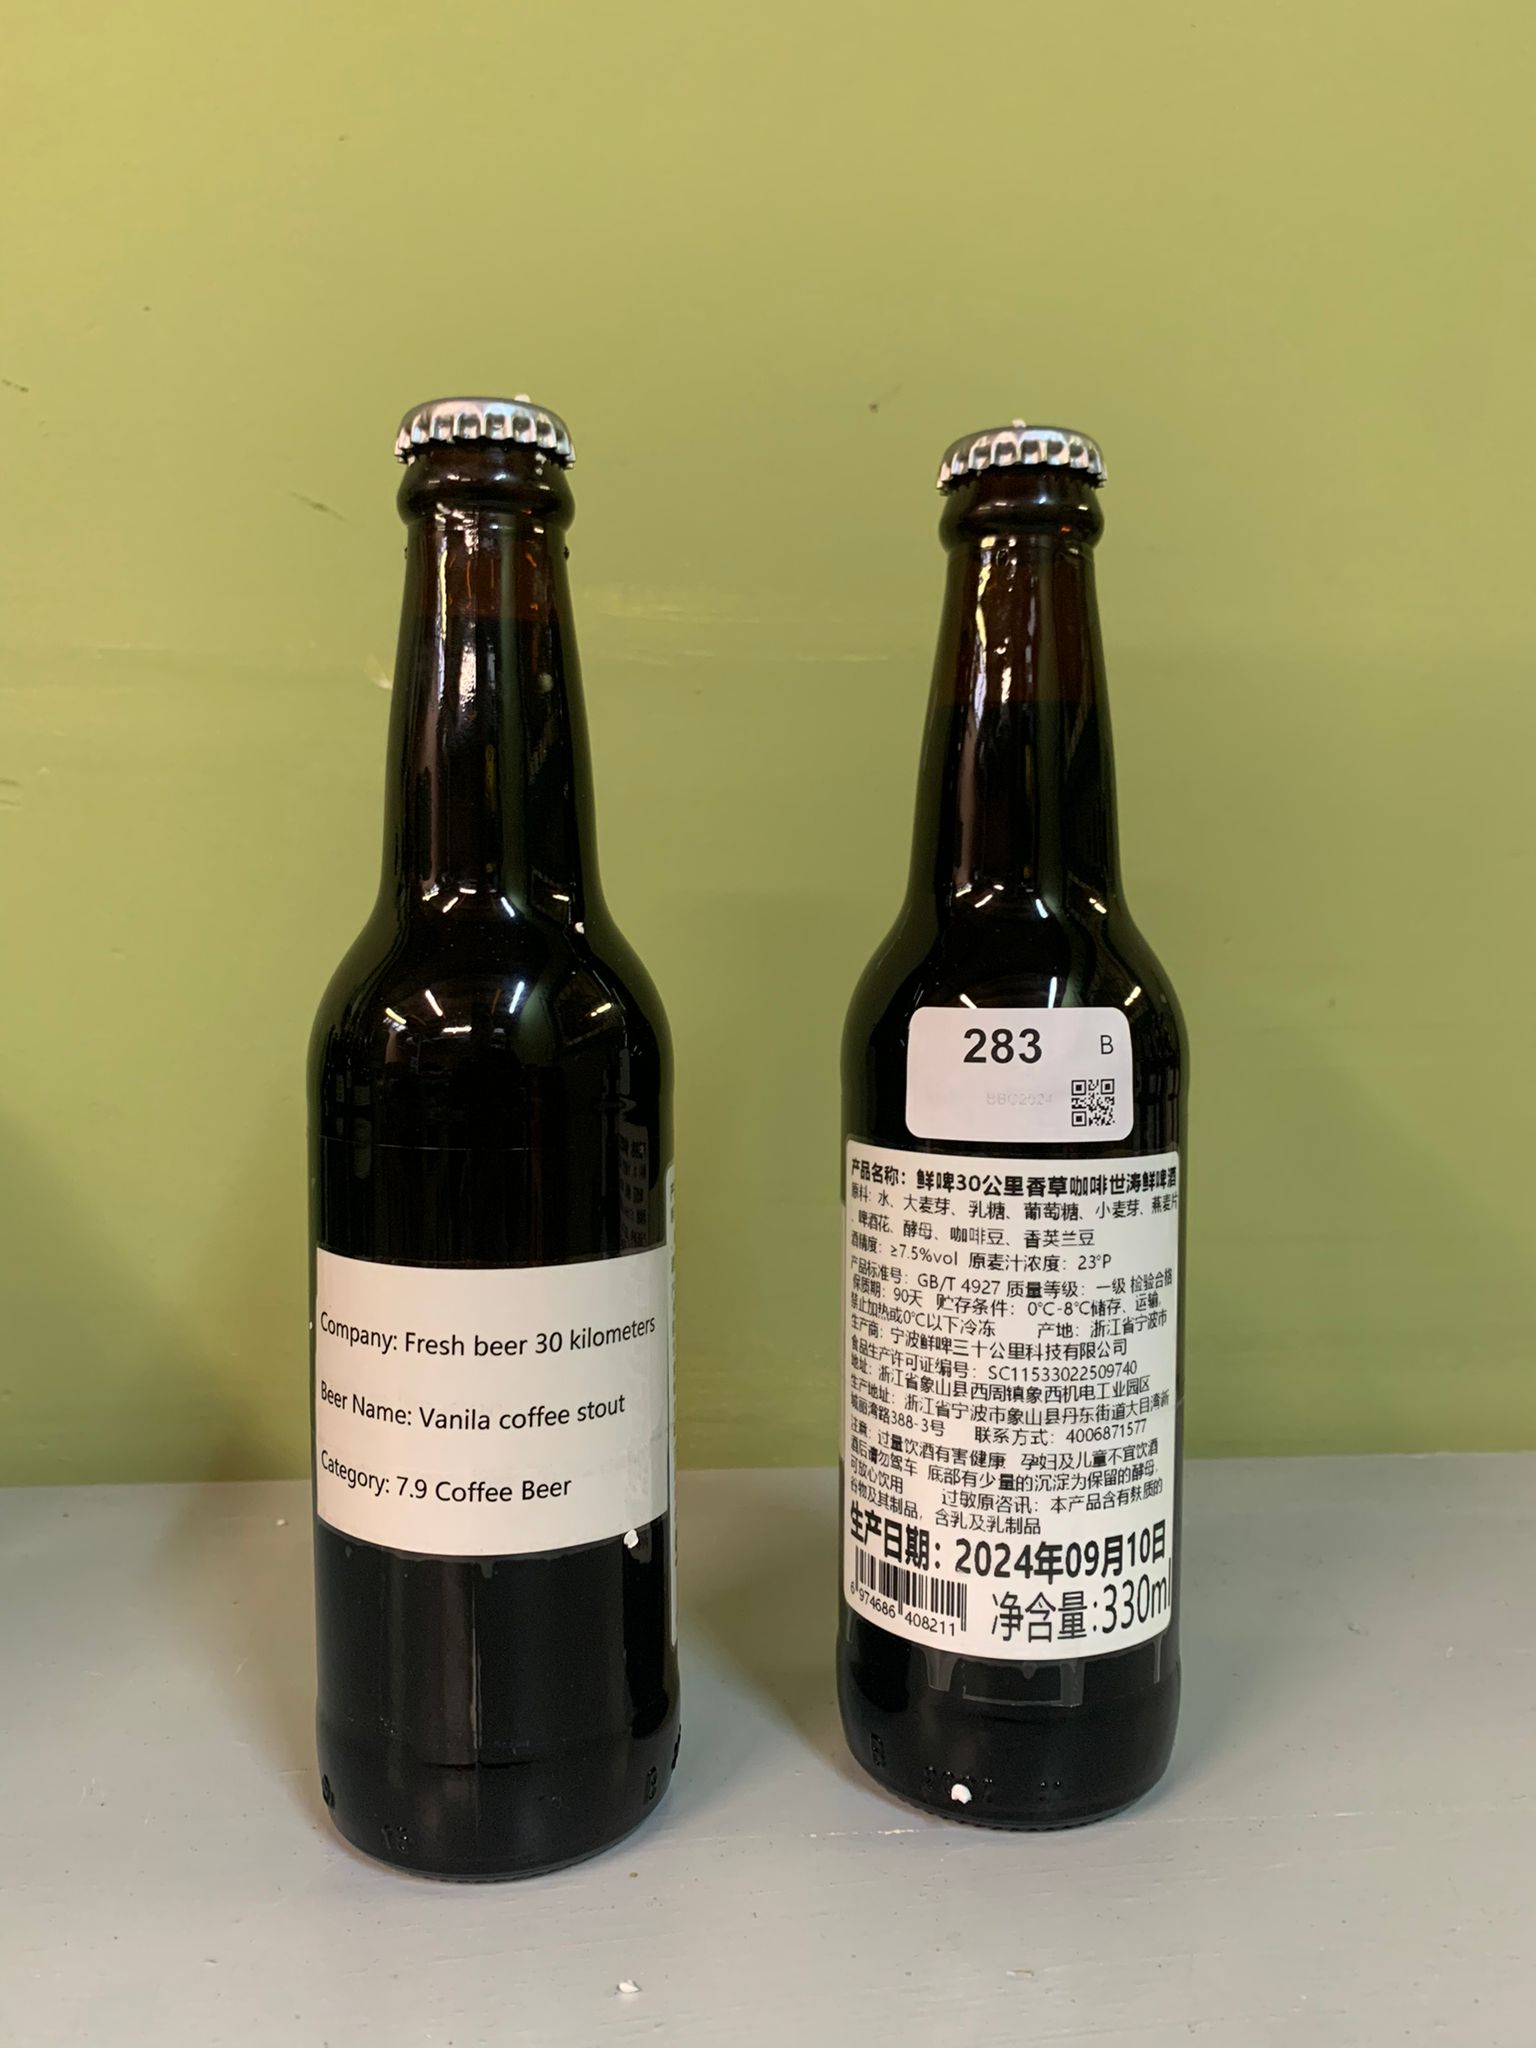 Company: Fresh beer 30 kilometers
Beer Name: Vanila coffee stout
Category: 7.9 Coffee Beer
283 B
BBC2024
产品名称：鲜啤30公里香草咖啡世涛鲜啤酒
原料：水、大麦芽、乳糖、葡萄糖、小麦芽、燕麦片
、啤酒花、酵母、咖啡豆、香荚兰豆
酒精度：≥7.5%vol 原麦汁浓度：23°P
产品标准号：GB/T 4927 质量等级：一级 检验合格
保质期：90天 贮存条件：0℃-8℃储存、运输,
禁止加热或0℃以下冷冻 产地：浙江省宁波市
生产商：宁波鲜啤三十公里科技有限公司
食品生产许可证编号：SC11533022509740
地址：浙江省象山县西周镇象西机电工业园区
生产地址：浙江省宁波市象山县丹东街道大目湾新
城丽湾路388-3号 联系方式：4006871577
注意：过量饮酒有害健康 孕妇及儿童不宜饮酒
酒后请勿驾车 底部有少量的沉淀为保留的酵母,
可放心饮用 过敏原咨讯：本产品含有麸质的
谷物及其制品，含乳及乳制品
生产日期：2024年09月10日
6 974686 408211
净含量:330ml